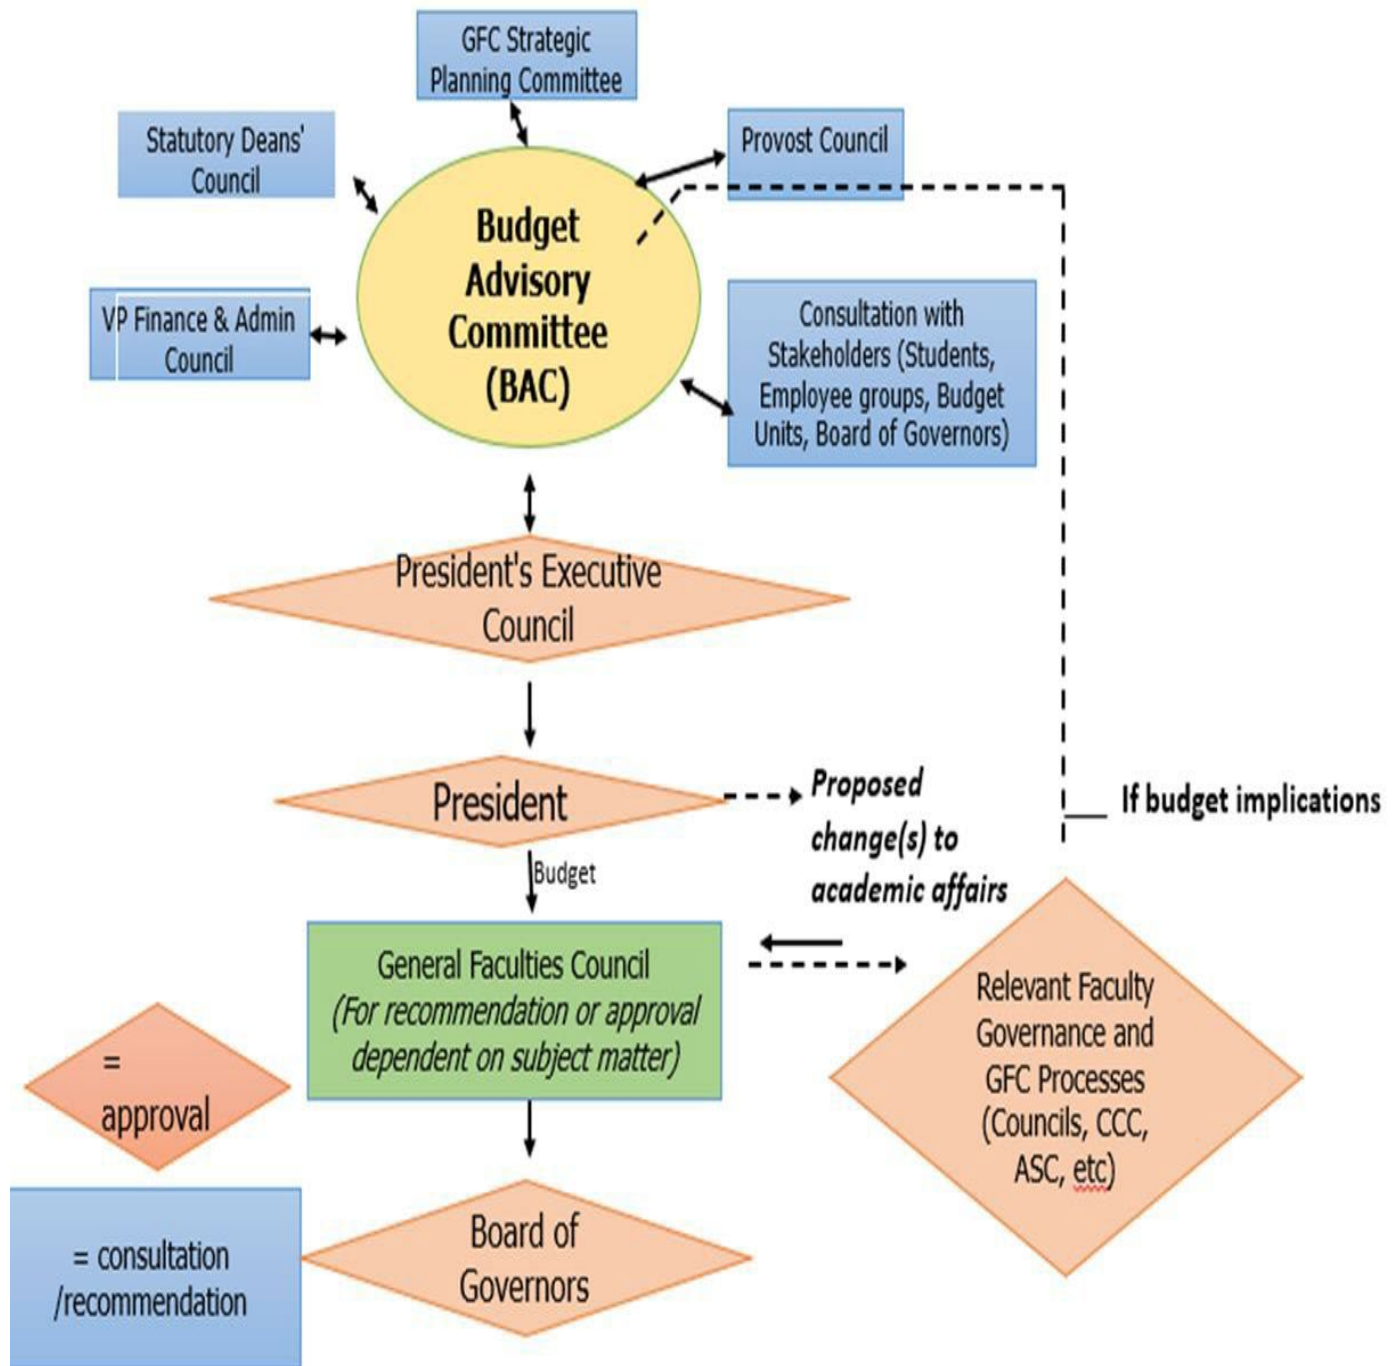 GFC Strategic
Planning Committee
Statutory Deans'
Council
Provost Council
Budget
Advisory
Committee
(BAC)
VP Finance & Admin
Council
Consultation with
Stakeholders (Students,
Employee groups, Budget
Units, Board of Governors)
President's Executive
Council
President
Proposed
change(s) to
academic affairs
If budget implications
Budget
General Faculties Council
(For recommendation or approval
dependent on subject matter)
Relevant Faculty
Governance and
GFC Processes
(Councils, CCC,
ASC, etc)
=
approval
= consultation
/recommendation
Board of
Governors